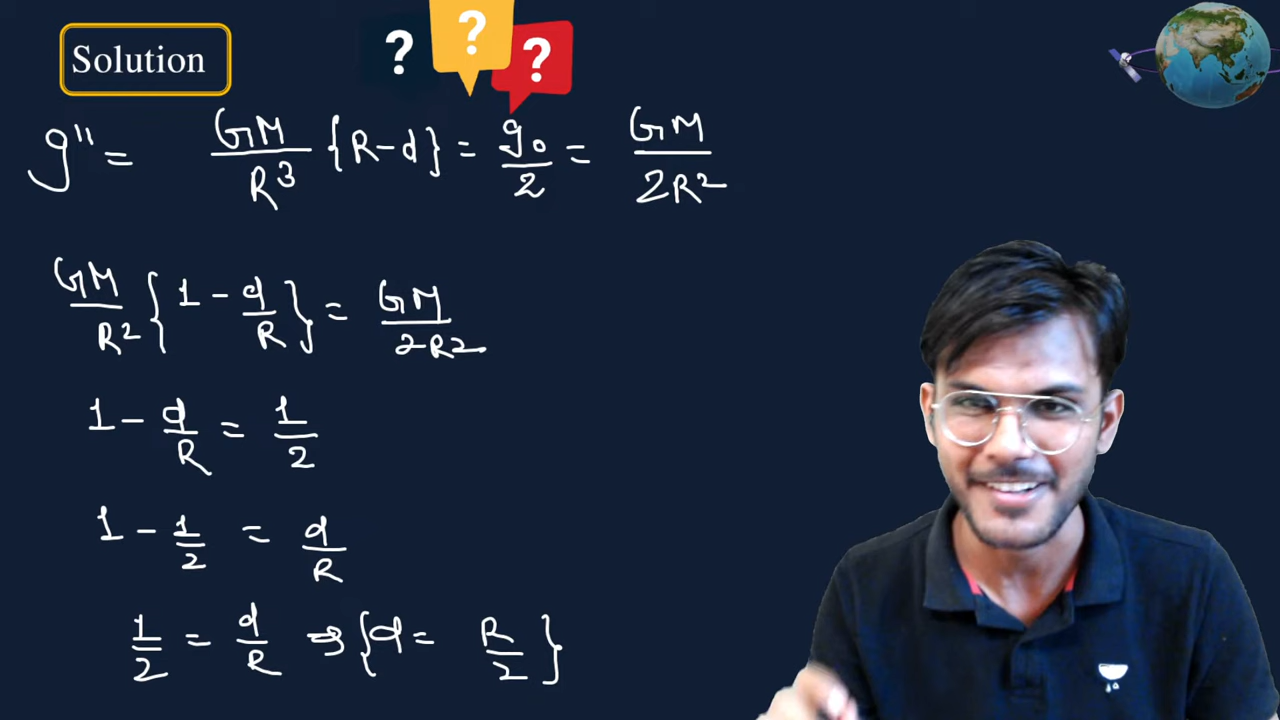 Solution
? ? ?
g'' = GM/R³ {R-d} = g₀/2 = GM/2R²
GM/R² {1 - d/R} = GM/2R²
1 - d/R = 1/2
1 - 1/2 = d/R
1/2 = d/R ⇒ {d = R/2}